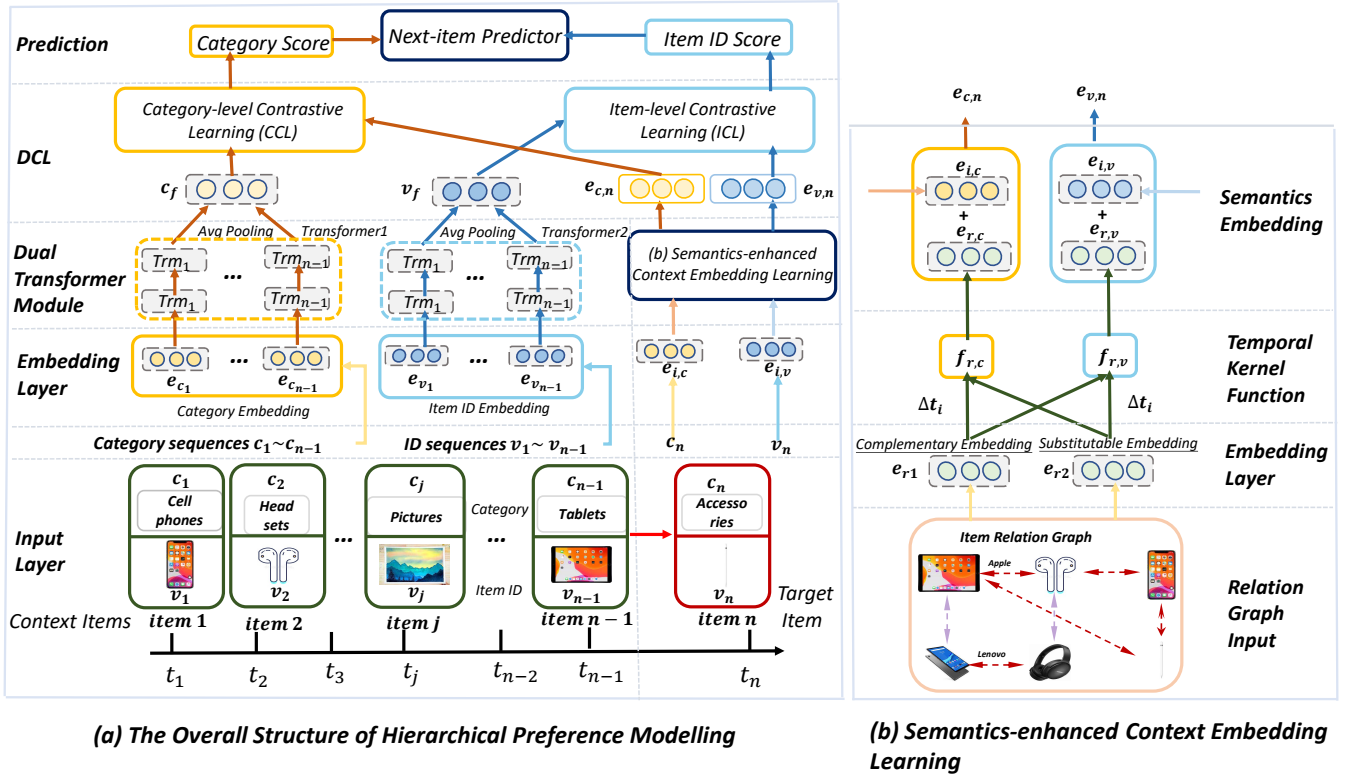 Prediction
Category Score
Next-item Predictor
Item ID Score
DCL
Category-level Contrastive
Learning (CCL)
Item-level Contrastive
Learning (ICL)
c_f
v_f
e_{c,n}
e_{v,n}
Dual
Transformer
Module
Avg Pooling
Transformer1
Avg Pooling
Transformer2
Trm_1
...
Trm_{n−1}
Trm_1
Trm_{n−1}
Trm_1
...
Trm_{n−1}
Trm_1
Trm_{n−1}
(b) Semantics-enhanced
Context Embedding
Learning
Embedding
Layer
...
e_{c_1}
e_{c_{n−1}}
Category Embedding
...
e_{v_1}
e_{v_{n−1}}
Item ID Embedding
e_{i,c}
e_{i,v}
Category sequences c_1~c_{n−1}
ID sequences v_1~ v_{n−1}
c_n
v_n
Input
Layer
c_1
Cell
phones
v_1
item 1
c_2
Head
sets
v_2
item 2
...
c_j
Pictures
v_j
item j
Category
...
Item ID
c_{n−1}
Tablets
v_{n−1}
item n − 1
c_n
Accesso
ries
v_n
item n
Context Items
Target
Item
t_1
t_2
t_3
t_j
t_{n−2}
t_{n−1}
t_n
(a) The Overall Structure of Hierarchical Preference Modelling
e_{c,n}
e_{v,n}
e_{i,c}
+
e_{r,c}
e_{i,v}
+
e_{r,v}
Semantics
Embedding
f_{r,c}
f_{r,v}
Δt_i
Δt_i
Temporal
Kernel
Function
Complementary Embedding
Substitutable Embedding
e_{r1}
e_{r2}
Embedding
Layer
Item Relation Graph
Apple
Lenovo
Relation
Graph
Input
(b) Semantics-enhanced Context Embedding
Learning